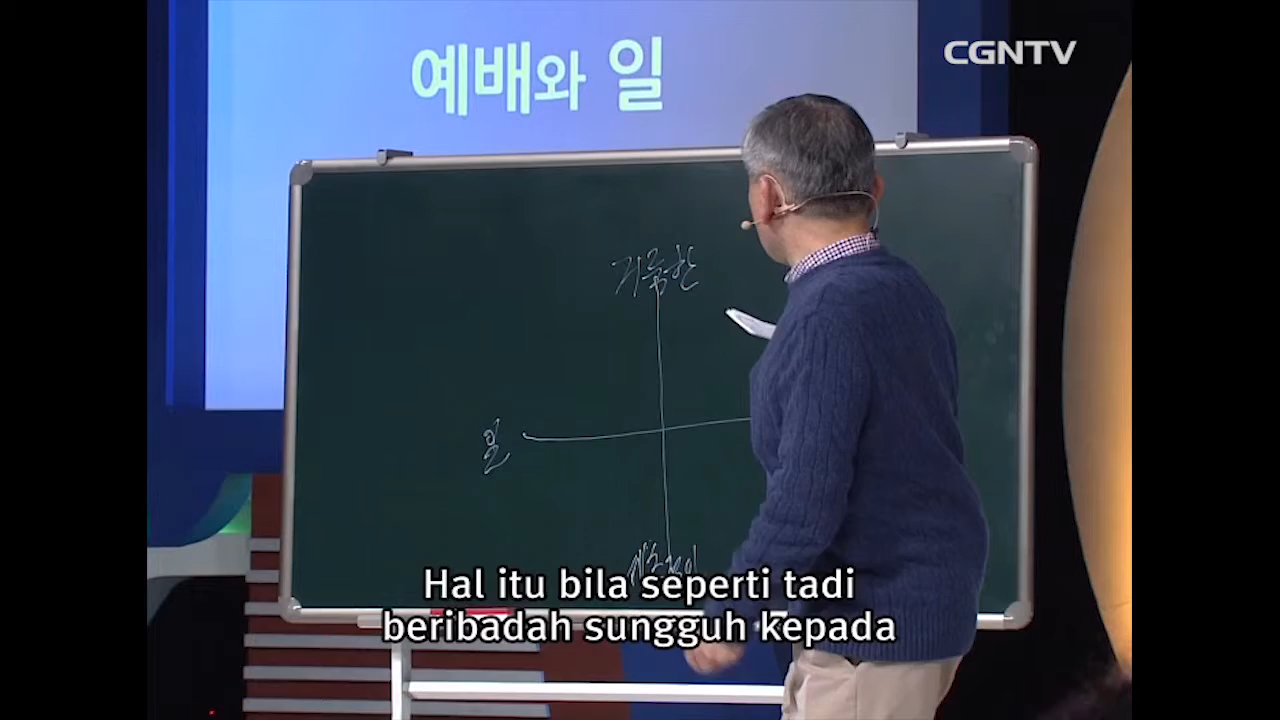 예배와 일
CGNTV
거룩한
일
Hal itu bila seperti tadi
beribadah sungguh kepada